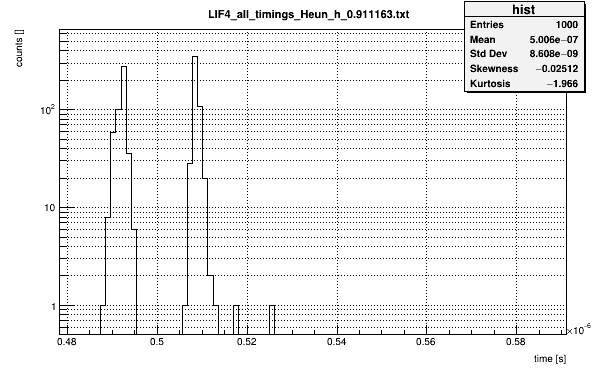 LIF4_all_timings_Heun_h_0.911163.txt
hist
Entries 1000
Mean 5.006e−07
Std Dev 8.608e−09
Skewness −0.02512
Kurtosis −1.966
counts []
10²
10
1
0.48 0.5 0.52 0.54 0.56 0.58
×10⁻⁶
time [s]